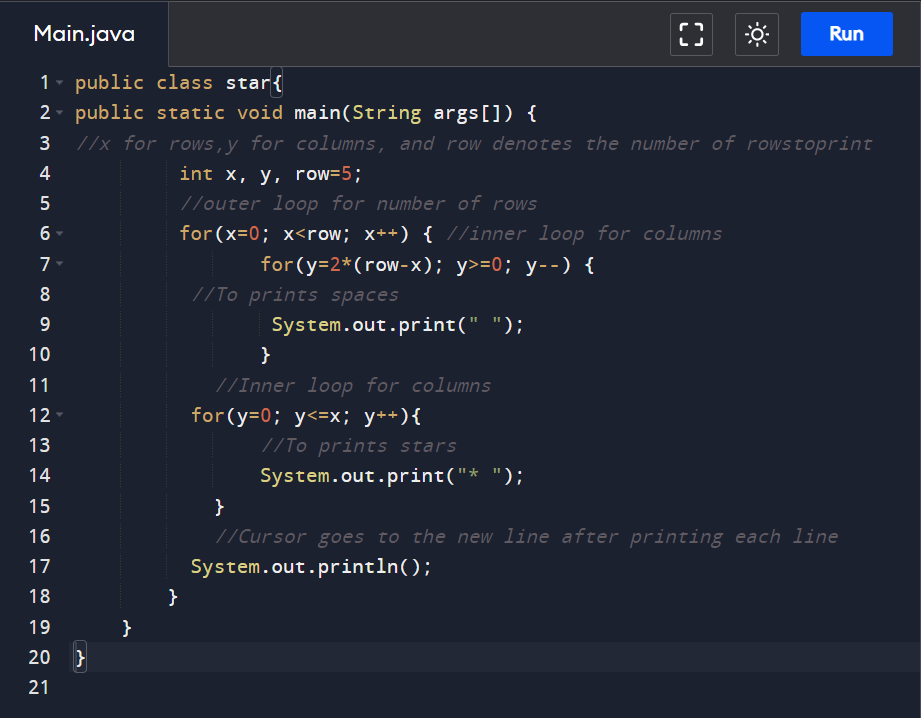 Main.java
Run
1 public class star{
2 public static void main(String args[]) {
3 //x for rows,y for columns, and row denotes the number of rowstoprint
4 int x, y, row=5;
5 //outer loop for number of rows
6 for(x=0; x<row; x++) { //inner loop for columns
7 for(y=2*(row-x); y>=0; y--) {
8 //To prints spaces
9 System.out.print(" ");
10 }
11 //Inner loop for columns
12 for(y=0; y<=x; y++){
13 //To prints stars
14 System.out.print("* ");
15 }
16 //Cursor goes to the new line after printing each line
17 System.out.println();
18 }
19 }
20 }
21